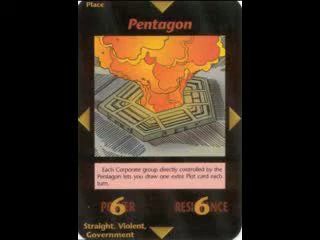 Place
Pentagon
Each Corporate group directly controlled by the
Pentagon lets you draw one extra Plot card each
turn.
POWER 6
RESISTANCE 6
Straight, Violent,
Government